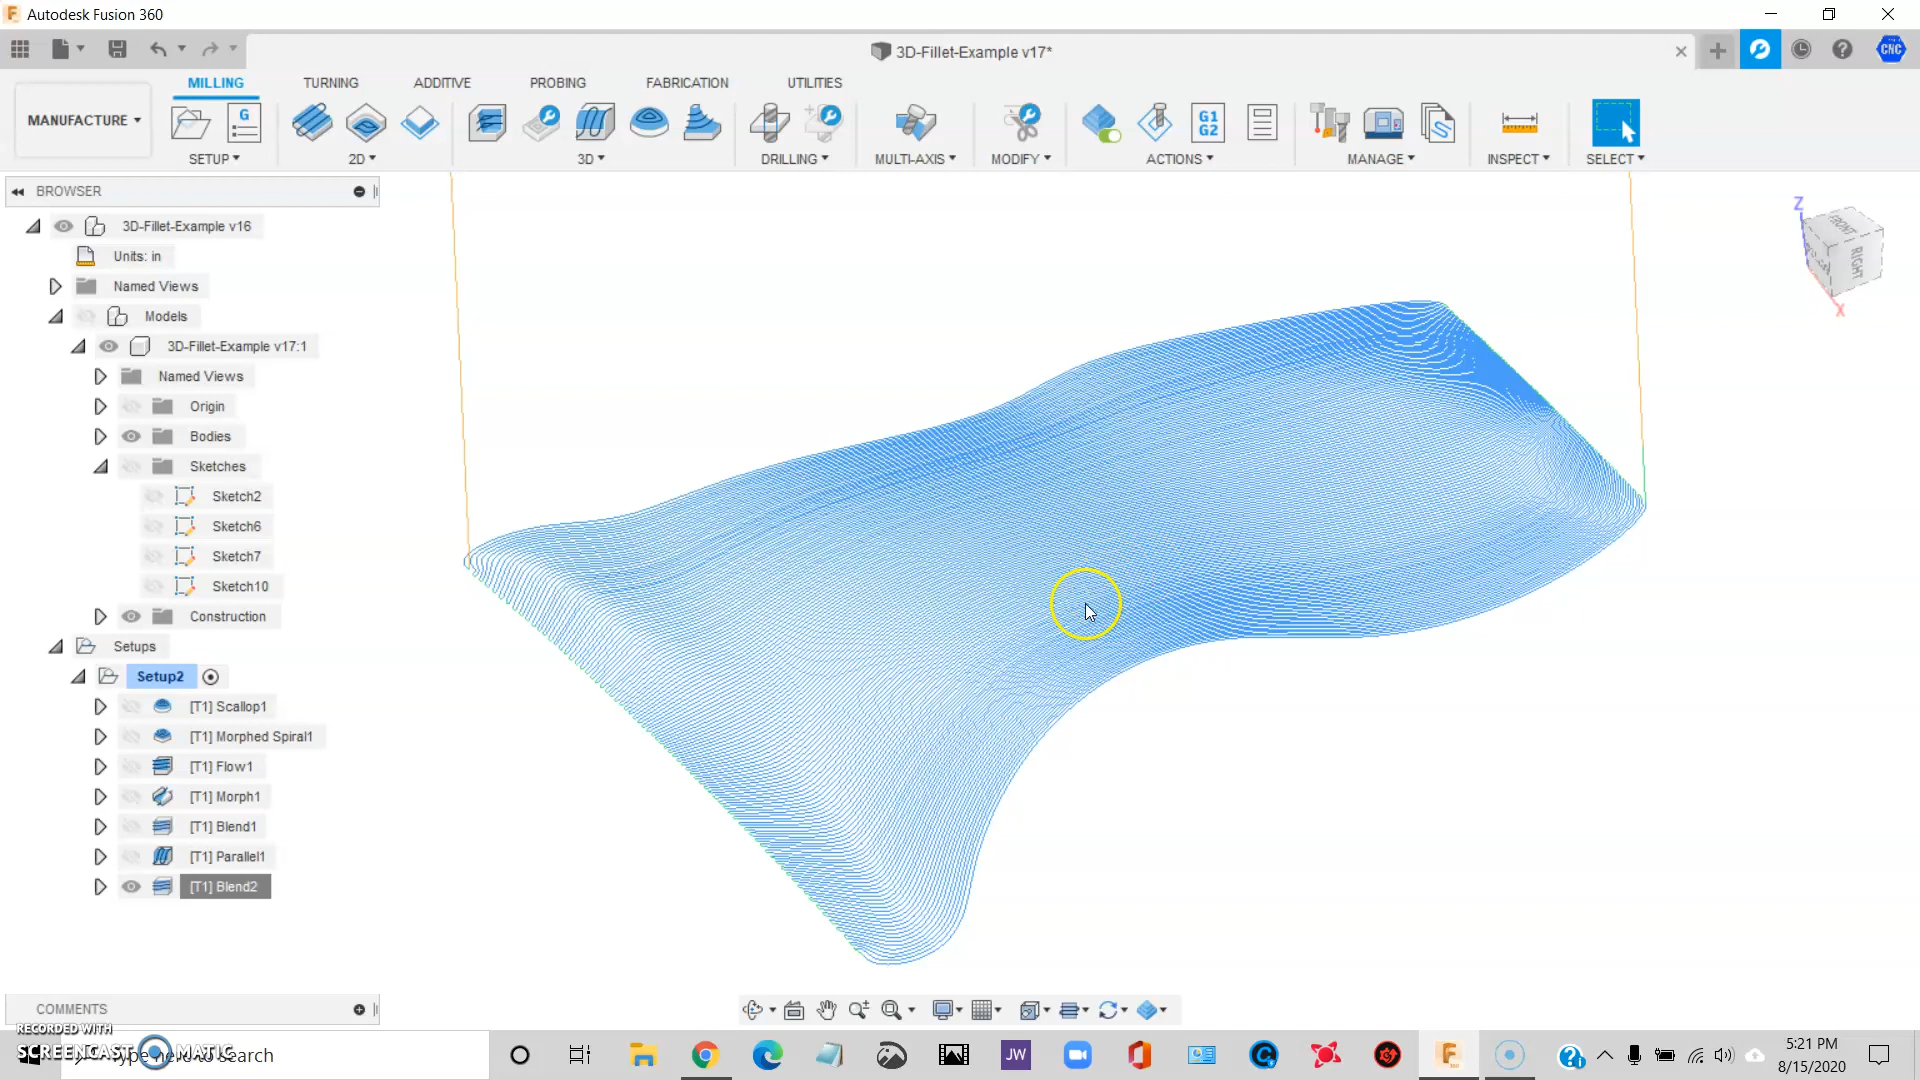 Autodesk Fusion 360
3D-Fillet-Example v17*
CNC
MANUFACTURE
MILLING
TURNING
ADDITIVE
PROBING
FABRICATION
UTILITIES
G
G1
G2
SETUP
2D
3D
DRILLING
MULTI-AXIS
MODIFY
ACTIONS
MANAGE
INSPECT
SELECT
BROWSER
3D-Fillet-Example v16
Units: in
Named Views
Models
3D-Fillet-Example v17:1
Named Views
Origin
Bodies
Sketches
Sketch2
Sketch6
Sketch7
Sketch10
Construction
Setups
Setup2
[T1] Scallop1
[T1] Morphed Spiral1
[T1] Flow1
[T1] Morph1
[T1] Blend1
[T1] Parallel1
[T1] Blend2
Z
FRONT
RIGHT
X
COMMENTS
RECORDED WITH
SCREENCAST MATIC
Type here to search
JW
5:21 PM
8/15/2020